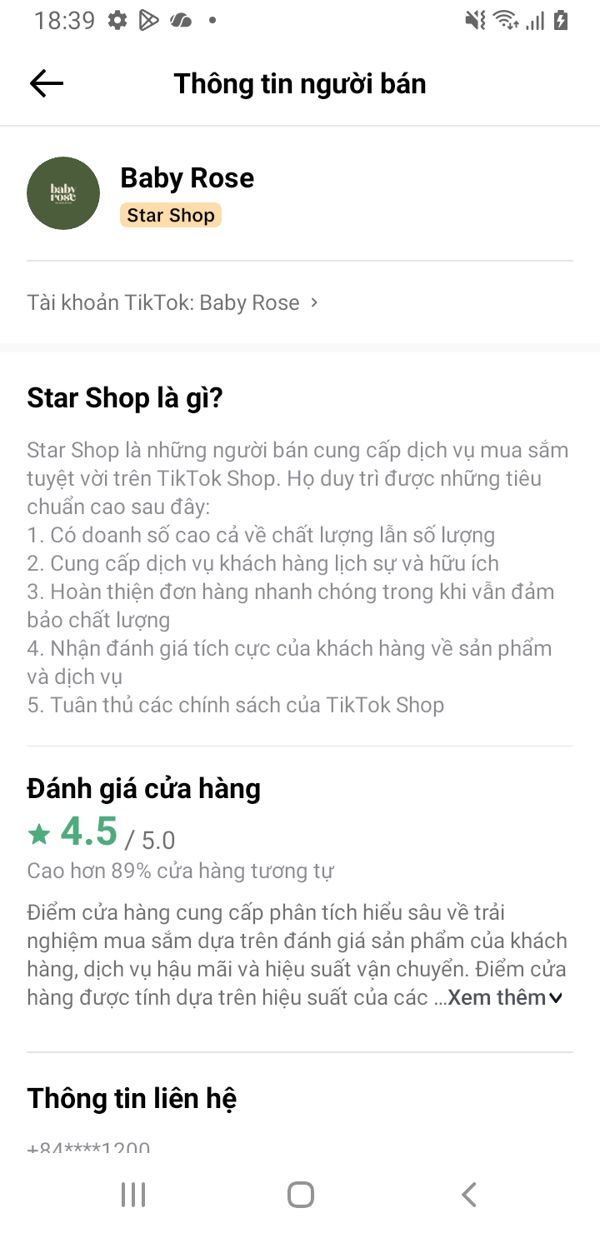 18:39
Thông tin người bán
baby
rose
Baby Rose
Star Shop
Tài khoản TikTok: Baby Rose
Star Shop là gì?
Star Shop là những người bán cung cấp dịch vụ mua sắm
tuyệt vời trên TikTok Shop. Họ duy trì được những tiêu
chuẩn cao sau đây:
1. Có doanh số cao cả về chất lượng lẫn số lượng
2. Cung cấp dịch vụ khách hàng lịch sự và hữu ích
3. Hoàn thiện đơn hàng nhanh chóng trong khi vẫn đảm
bảo chất lượng
4. Nhận đánh giá tích cực của khách hàng về sản phẩm
và dịch vụ
5. Tuân thủ các chính sách của TikTok Shop
Đánh giá cửa hàng
4.5 / 5.0
Cao hơn 89% cửa hàng tương tự
Điểm cửa hàng cung cấp phân tích hiểu sâu về trải
nghiệm mua sắm dựa trên đánh giá sản phẩm của khách
hàng, dịch vụ hậu mãi và hiệu suất vận chuyển. Điểm cửa
hàng được tính dựa trên hiệu suất của các ...Xem thêm
Thông tin liên hệ
+84****1200